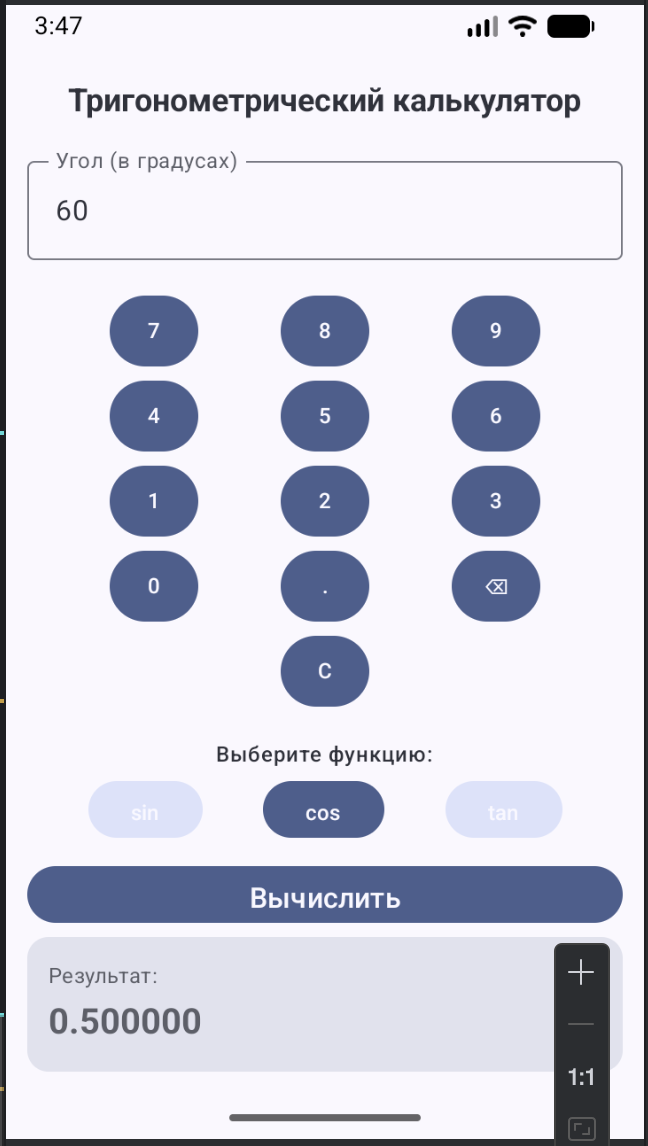 3:47
Тригонометрический калькулятор
Угол (в градусах)
60
7 8 9
4 5 6
1 2 3
0 . ⌫
C
Выберите функцию:
sin cos tan
Вычислить
Результат:
0.500000
1:1